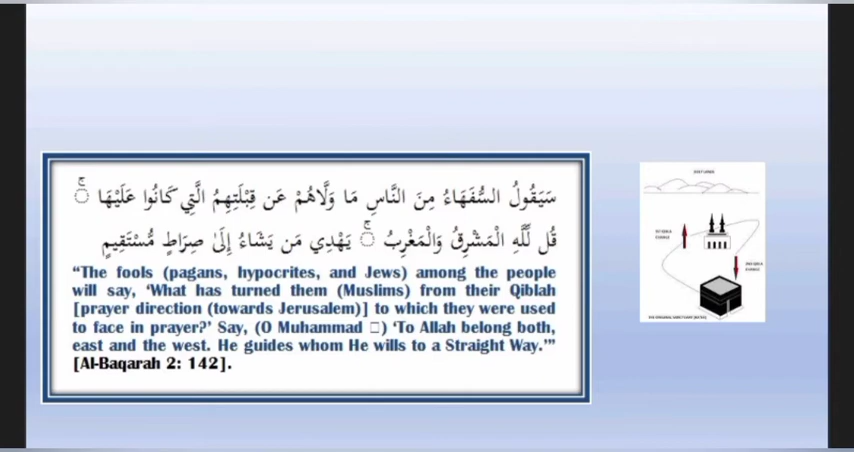 سَيَقُولُ السُّفَهَاءُ مِنَ النَّاسِ مَا وَلَّاهُمْ عَن قِبْلَتِهِمُ الَّتِي كَانُوا عَلَيْهَا ۚ
قُل لِّلَّهِ الْمَشْرِقُ وَالْمَغْرِبُ ۚ يَهْدِي مَن يَشَاءُ إِلَىٰ صِرَاطٍ مُّسْتَقِيمٍ
“The fools (pagans, hypocrites, and Jews) among the people
will say, ‘What has turned them (Muslims) from their Qiblah
[prayer direction (towards Jerusalem)] to which they were used
to face in prayer?’ Say, (O Muhammad □) ‘To Allah belong both,
east and the west. He guides whom He wills to a Straight Way.’”
[Al-Baqarah 2: 142].